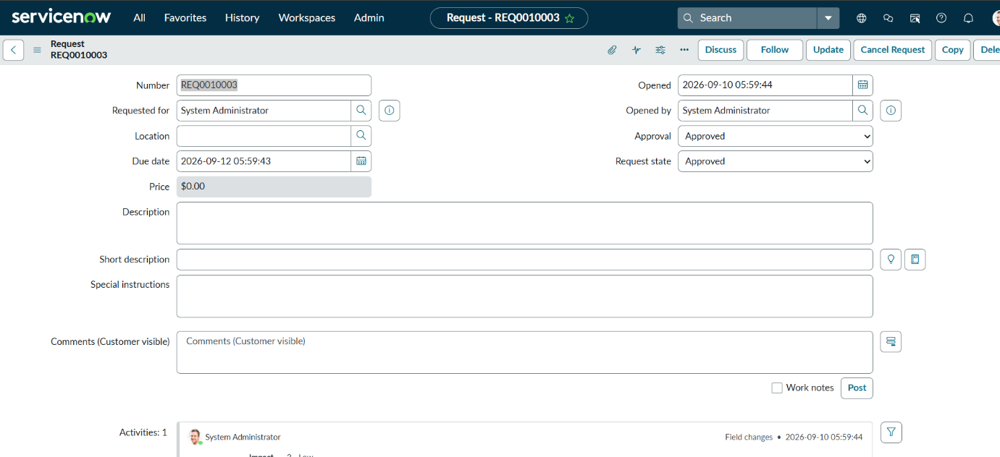 servicenow All Favorites History Workspaces Admin Request - REQ0010003 Search
Request
REQ0010003
Discuss Follow Update Cancel Request Copy Dele
Number REQ0010003 Opened 2026-09-10 05:59:44
Requested for System Administrator Opened by System Administrator
Location Approval Approved
Due date 2026-09-12 05:59:43 Request state Approved
Price $0.00
Description
Short description
Special instructions
Comments (Customer visible) Comments (Customer visible)
Work notes Post
Activities: 1 System Administrator Field changes • 2026-09-10 05:59:44